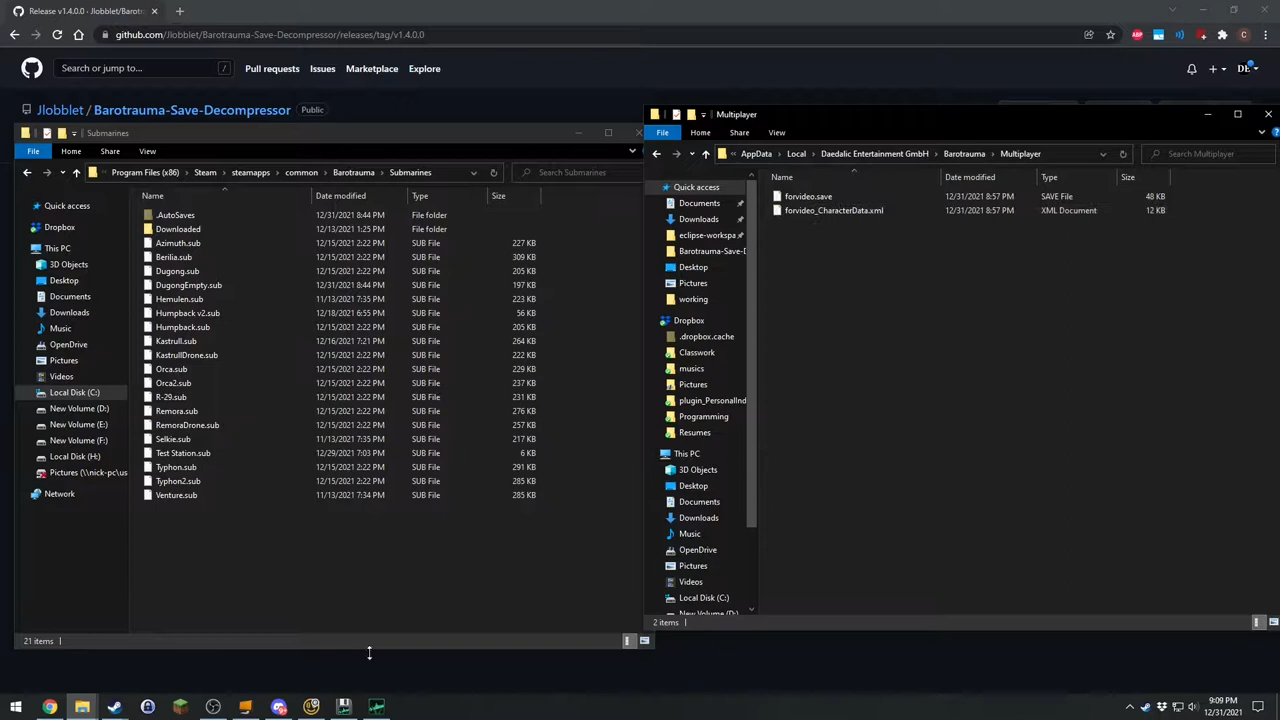 Release v1.4.0.0 - Jlobblet/Barotr
github.com/Jlobblet/Barotrauma-Save-Decompressor/releases/tag/v1.4.0.0
Search or jump to...
/
Pull requests
Issues
Marketplace
Explore
Jlobblet / Barotrauma-Save-Decompressor
Public
Submarines
File
Home
Share
View
Program Files (x86) > Steam > steamapps > common > Barotrauma > Submarines
Search Submarines
Name
Date modified
Type
Size
Quick access
Dropbox
This PC
3D Objects
Desktop
Documents
Downloads
Music
OpenDrive
Pictures
Videos
Local Disk (C:)
New Volume (D:)
New Volume (E:)
New Volume (F:)
Local Disk (H:)
Pictures (\\nick-pc\us
Network
.AutoSaves 12/31/2021 8:44 PM File folder
Downloaded 12/13/2021 1:25 PM File folder
Azimuth.sub 12/15/2021 2:22 PM SUB File 227 KB
Berilia.sub 12/15/2021 2:22 PM SUB File 309 KB
Dugong.sub 12/15/2021 2:22 PM SUB File 205 KB
DugongEmpty.sub 12/31/2021 8:44 PM SUB File 197 KB
Hemulen.sub 11/13/2021 7:35 PM SUB File 223 KB
Humpback v2.sub 12/18/2021 6:55 PM SUB File 56 KB
Humpback.sub 12/15/2021 2:22 PM SUB File 205 KB
Kastrull.sub 12/16/2021 7:21 PM SUB File 264 KB
KastrullDrone.sub 12/15/2021 2:22 PM SUB File 222 KB
Orca.sub 12/15/2021 2:22 PM SUB File 269 KB
Orca2.sub 12/15/2021 2:22 PM SUB File 237 KB
R-29.sub 12/15/2021 2:22 PM SUB File 231 KB
Remora.sub 12/15/2021 2:22 PM SUB File 276 KB
RemoraDrone.sub 12/15/2021 2:22 PM SUB File 257 KB
Selkie.sub 11/13/2021 7:35 PM SUB File 217 KB
Test Station.sub 12/29/2021 7:03 PM SUB File 6 KB
Typhon.sub 12/15/2021 2:22 PM SUB File 291 KB
Typhon2.sub 12/15/2021 2:22 PM SUB File 285 KB
Venture.sub 11/13/2021 7:34 PM SUB File 285 KB
21 items
Multiplayer
File
Home
Share
View
AppData > Local > Daedalic Entertainment GmbH > Barotrauma > Multiplayer
Search Multiplayer
Name
Date modified
Type
Size
Quick access
Documents
Downloads
eclipse-workspa
Barotrauma-Save-D
Desktop
Pictures
working
Dropbox
.dropbox.cache
Classwork
musics
Pictures
plugin_PersonalInd
Programming
Resumes
This PC
3D Objects
Desktop
Documents
Downloads
Music
OpenDrive
Pictures
Videos
Local Disk (C:)
New Volume (D:)
forvideo.save 12/31/2021 8:57 PM SAVE File 48 KB
forvideo_CharacterData.xml 12/31/2021 8:57 PM XML Document 12 KB
2 items
9:09 PM
12/31/2021